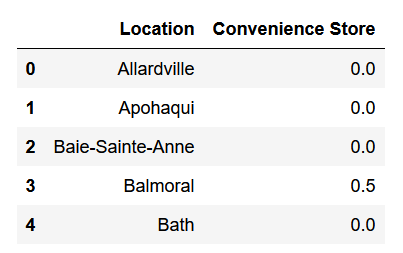 Location Convenience Store
0 Allardville 0.0
1 Apohaqui 0.0
2 Baie-Sainte-Anne 0.0
3 Balmoral 0.5
4 Bath 0.0